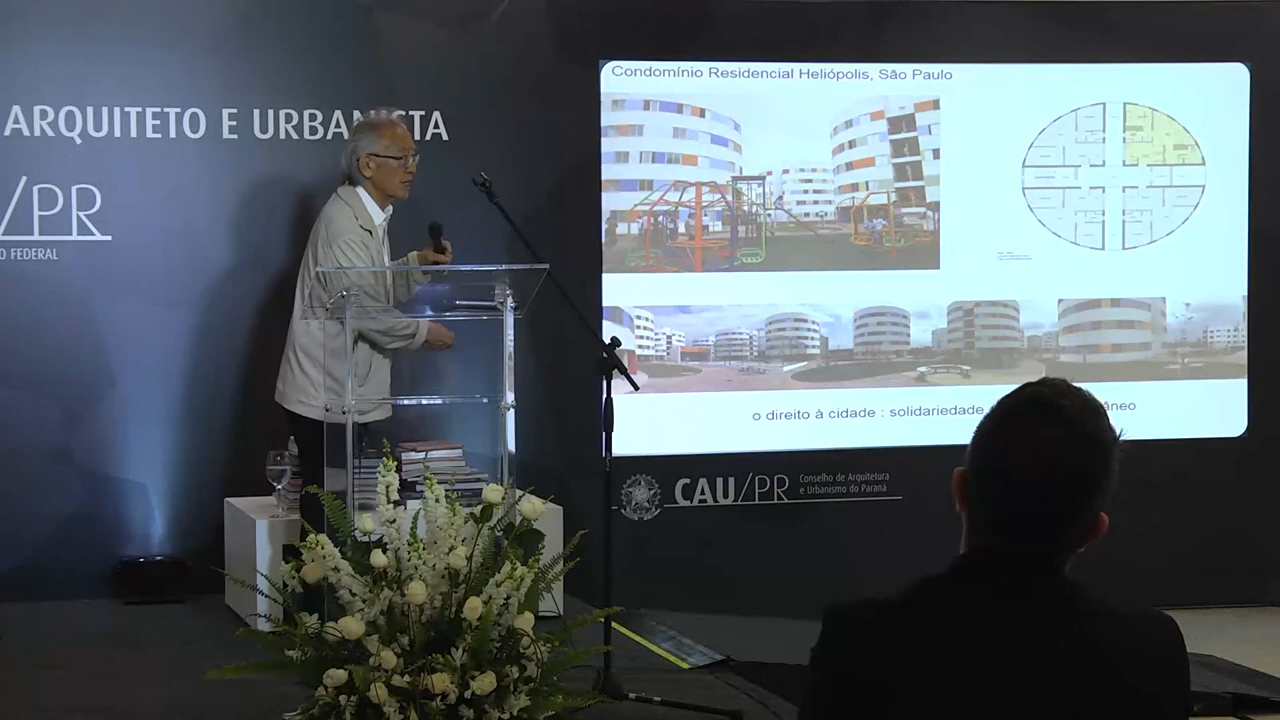 ARQUITETO E URBANISTA
/PR
O FEDERAL
Condomínio Residencial Heliópolis, São Paulo
o direito à cidade : solidariedade
âneo
CAU/PR
Conselho de Arquitetura
e Urbanismo do Paraná